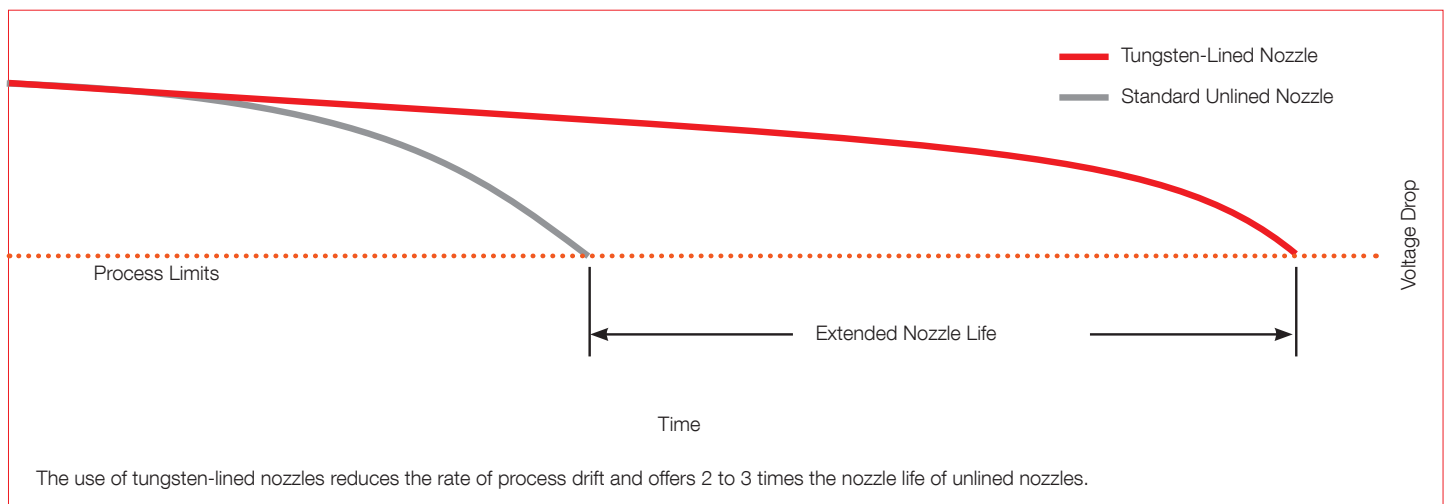 Tungsten-Lined Nozzle
Standard Unlined Nozzle
Voltage Drop
Process Limits
Extended Nozzle Life
Time
The use of tungsten-lined nozzles reduces the rate of process drift and offers 2 to 3 times the nozzle life of unlined nozzles.